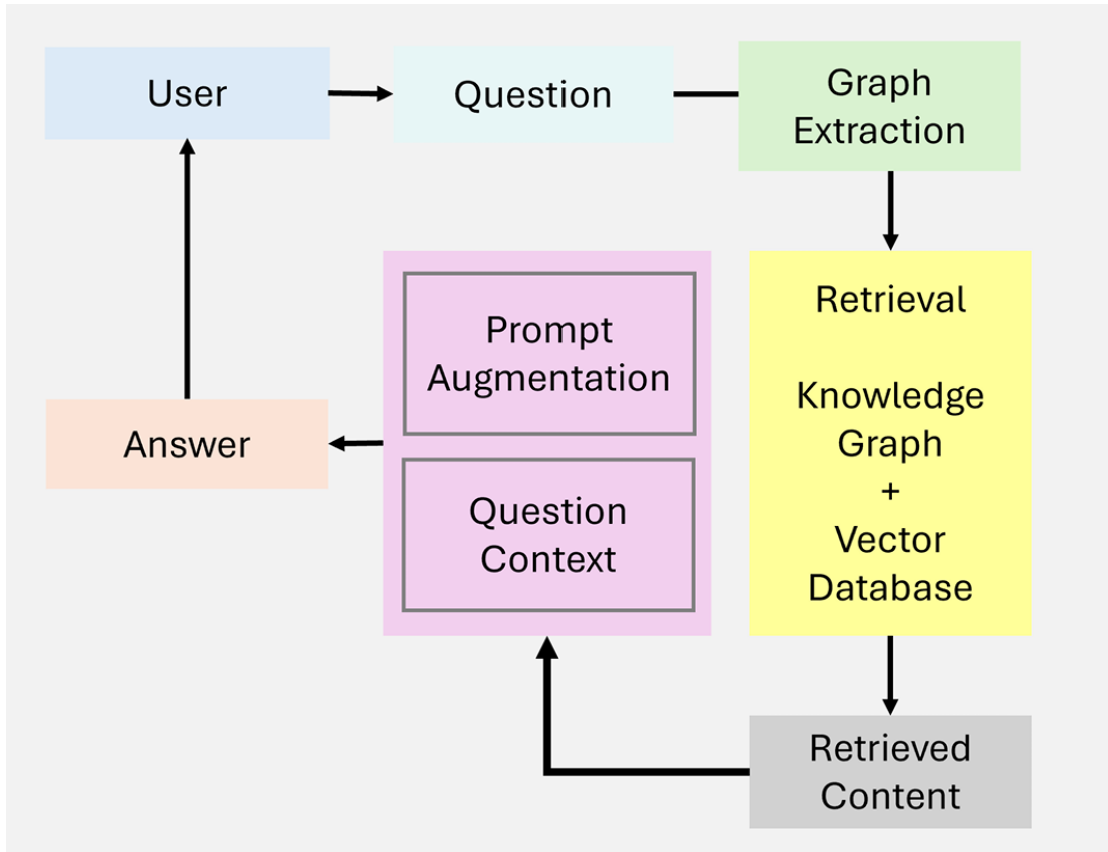 User
Question
Graph
Extraction
Prompt
Augmentation
Question
Context
Retrieval
Knowledge
Graph
+
Vector
Database
Answer
Retrieved
Content